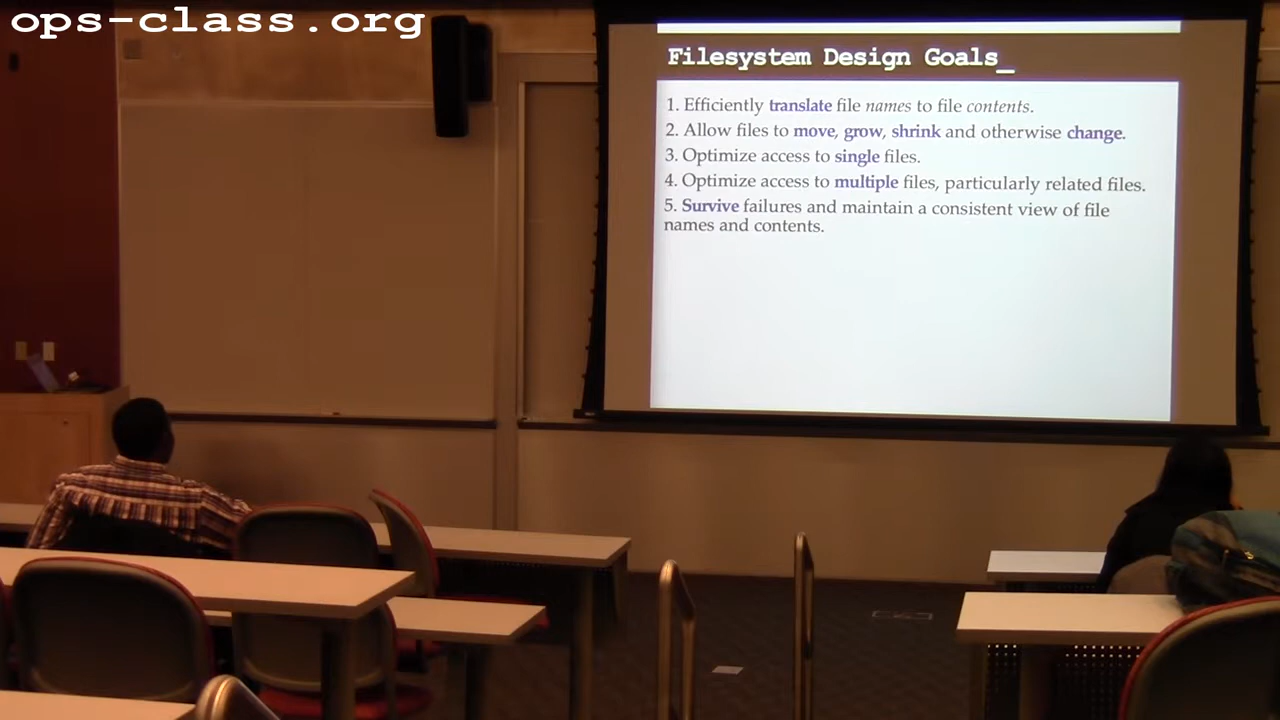 ops-class.org
Filesystem Design Goals_
1. Efficiently translate file names to file contents.
2. Allow files to move, grow, shrink and otherwise change.
3. Optimize access to single files.
4. Optimize access to multiple files, particularly related files.
5. Survive failures and maintain a consistent view of file
names and contents.